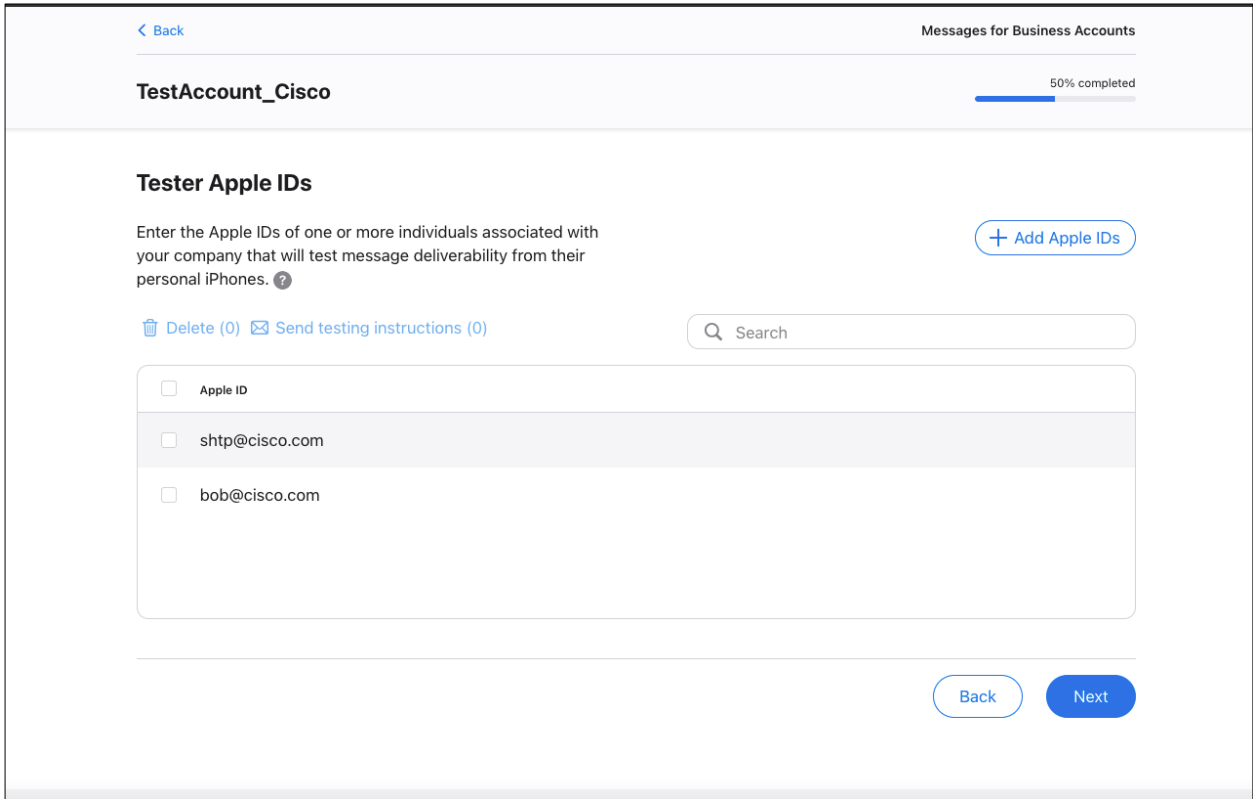 Back
Messages for Business Accounts
TestAccount_Cisco
50% completed
Tester Apple IDs
Enter the Apple IDs of one or more individuals associated with
your company that will test message deliverability from their
personal iPhones. ?
+ Add Apple IDs
Delete (0) Send testing instructions (0)
Search
Apple ID
shtp@cisco.com
bob@cisco.com
Back
Next